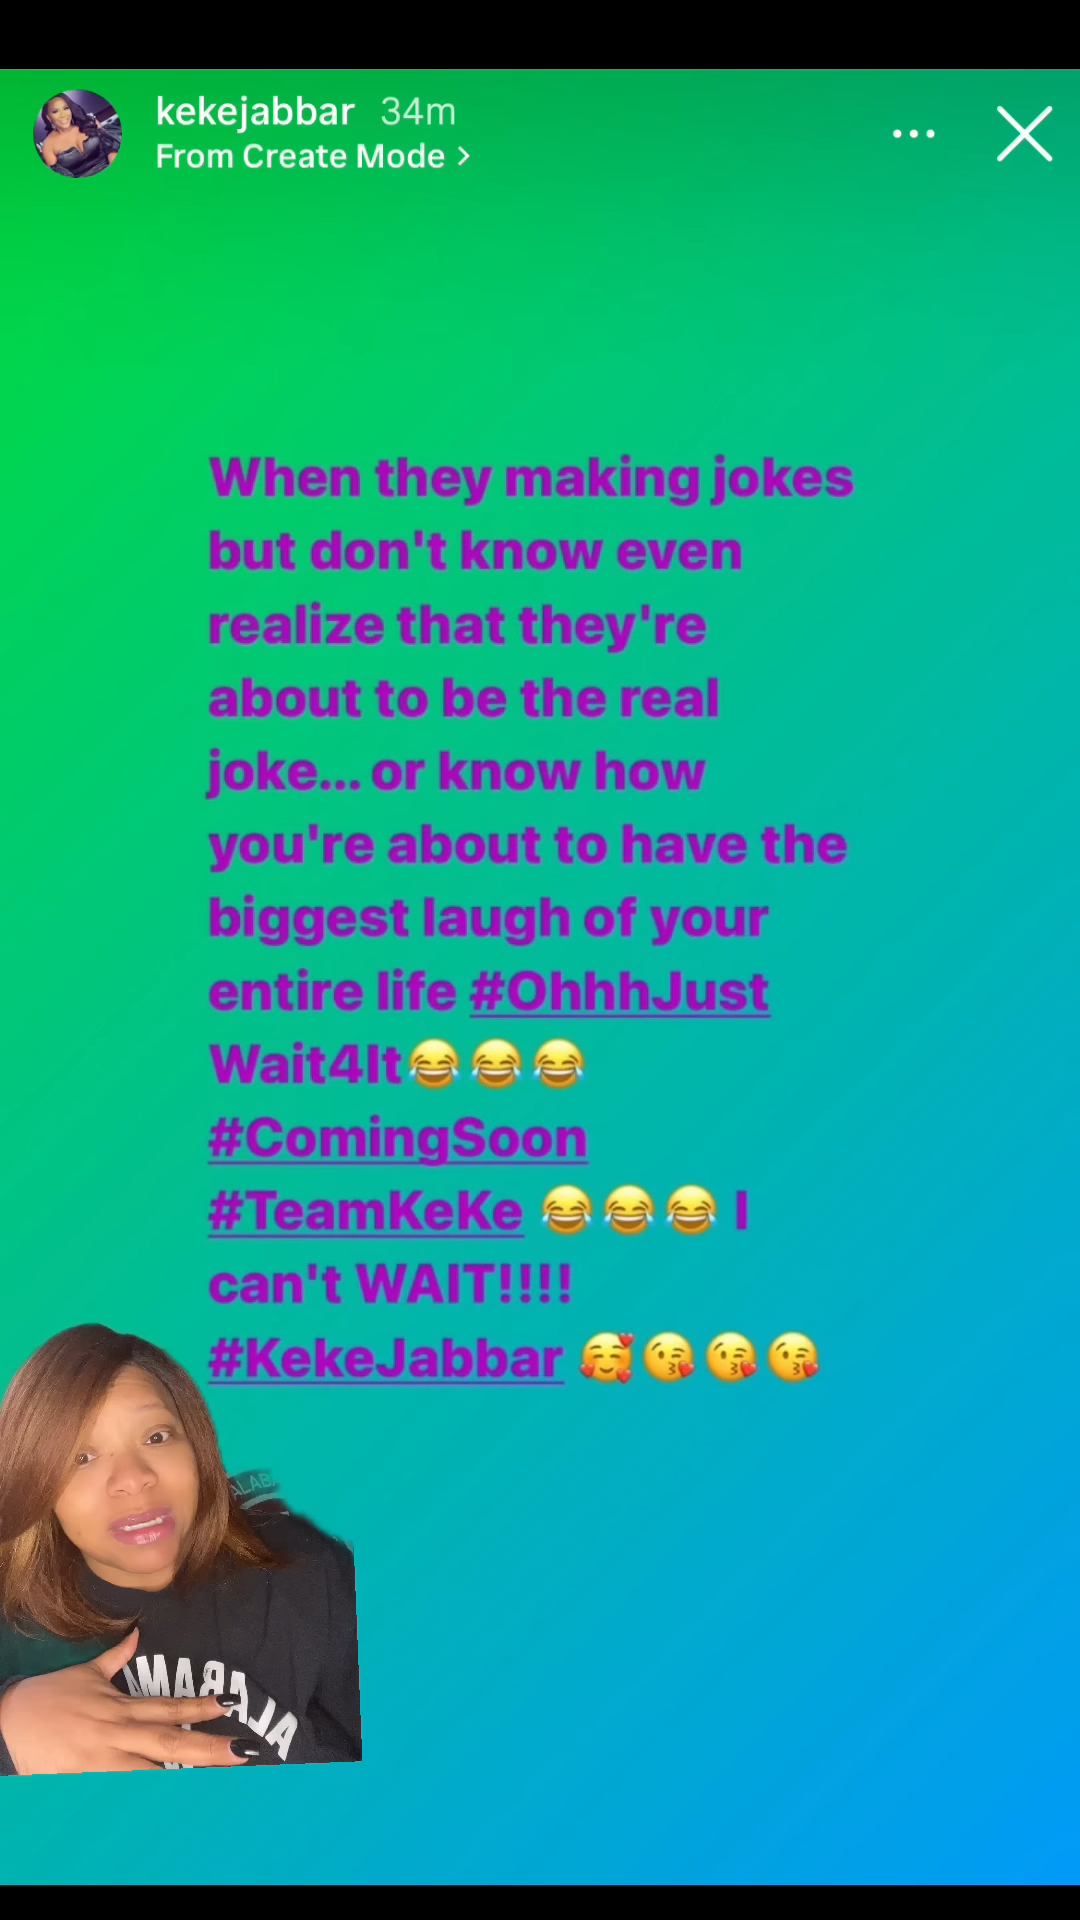 kekejabbar 34m
From Create Mode >
When they making jokes
but don't know even
realize that they're
about to be the real
joke... or know how
you're about to have the
biggest laugh of your
entire life #OhhhJust
Wait4It😂😂😂
#ComingSoon
#TeamKeKe 😂😂😂 I
can't WAIT!!!!
#KekeJabbar 🥰😘😘😘
ALABA
ALABAMA